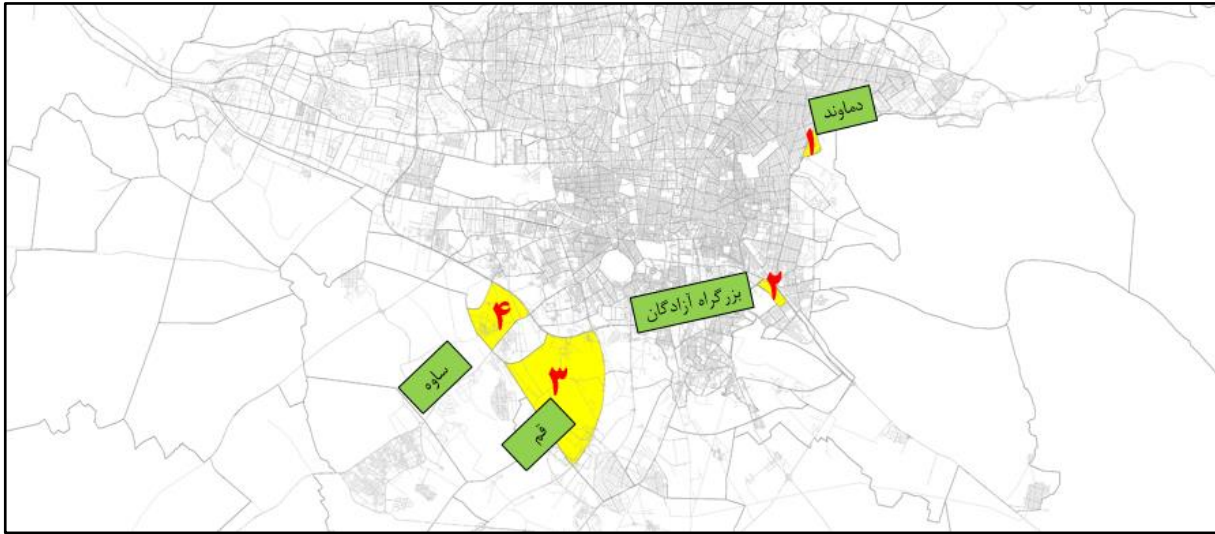 دماوند
۱
۲
بزرگراه آزادگان
۴
۳
ساوه
قم